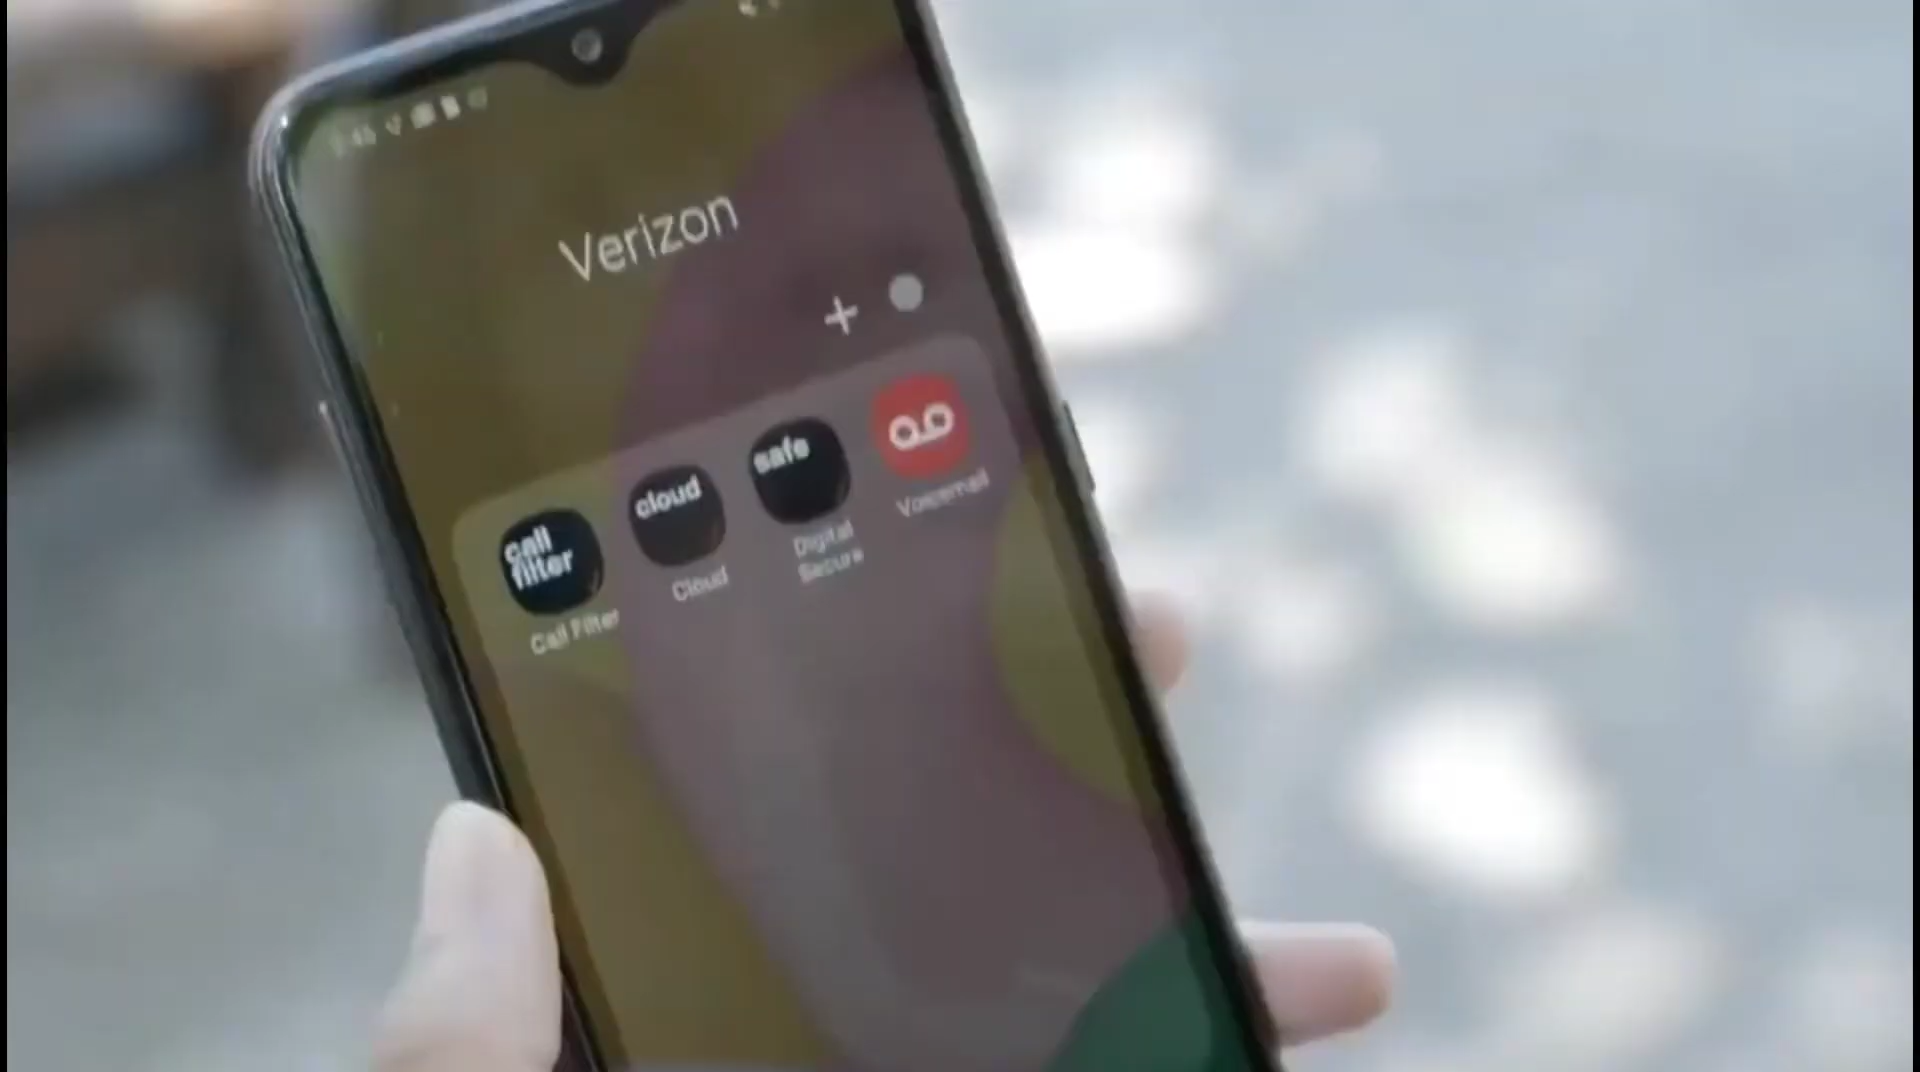 Verizon
call
filter
Call Filter
cloud
Cloud
safe
Digital
Secure
Voicemail